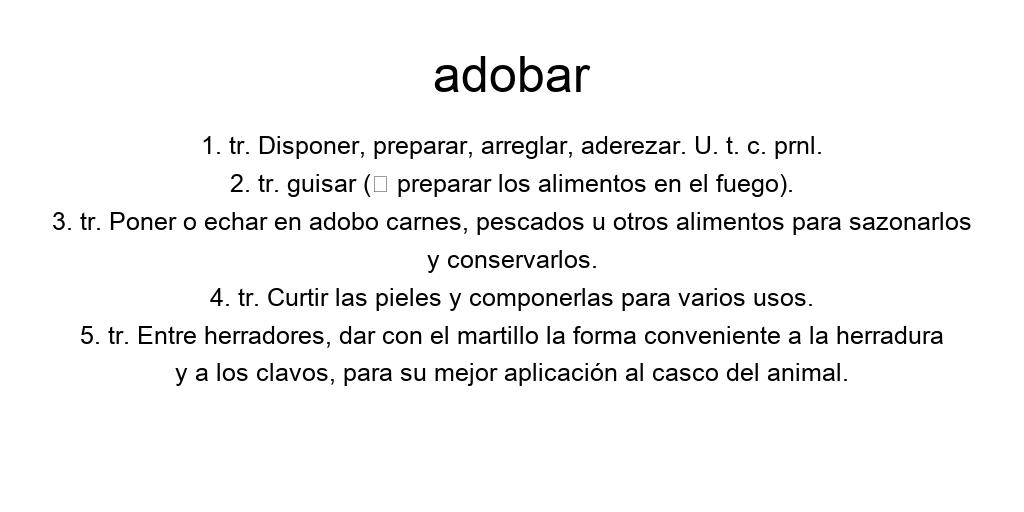 adobar
1. tr. Disponer, preparar, arreglar, aderezar. U. t. c. prnl.
2. tr. guisar (□ preparar los alimentos en el fuego).
3. tr. Poner o echar en adobo carnes, pescados u otros alimentos para sazonarlos
y conservarlos.
4. tr. Curtir las pieles y componerlas para varios usos.
5. tr. Entre herradores, dar con el martillo la forma conveniente a la herradura
y a los clavos, para su mejor aplicación al casco del animal.